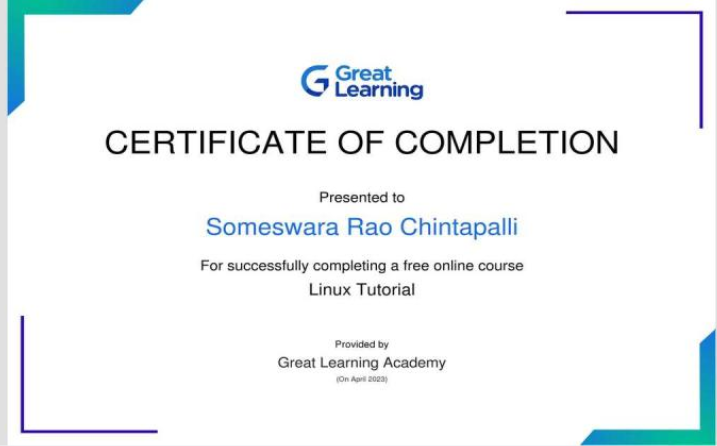 Great
Learning
CERTIFICATE OF COMPLETION
Presented to
Someswara Rao Chintapalli
For successfully completing a free online course
Linux Tutorial
Provided by
Great Learning Academy
(On April 2023)